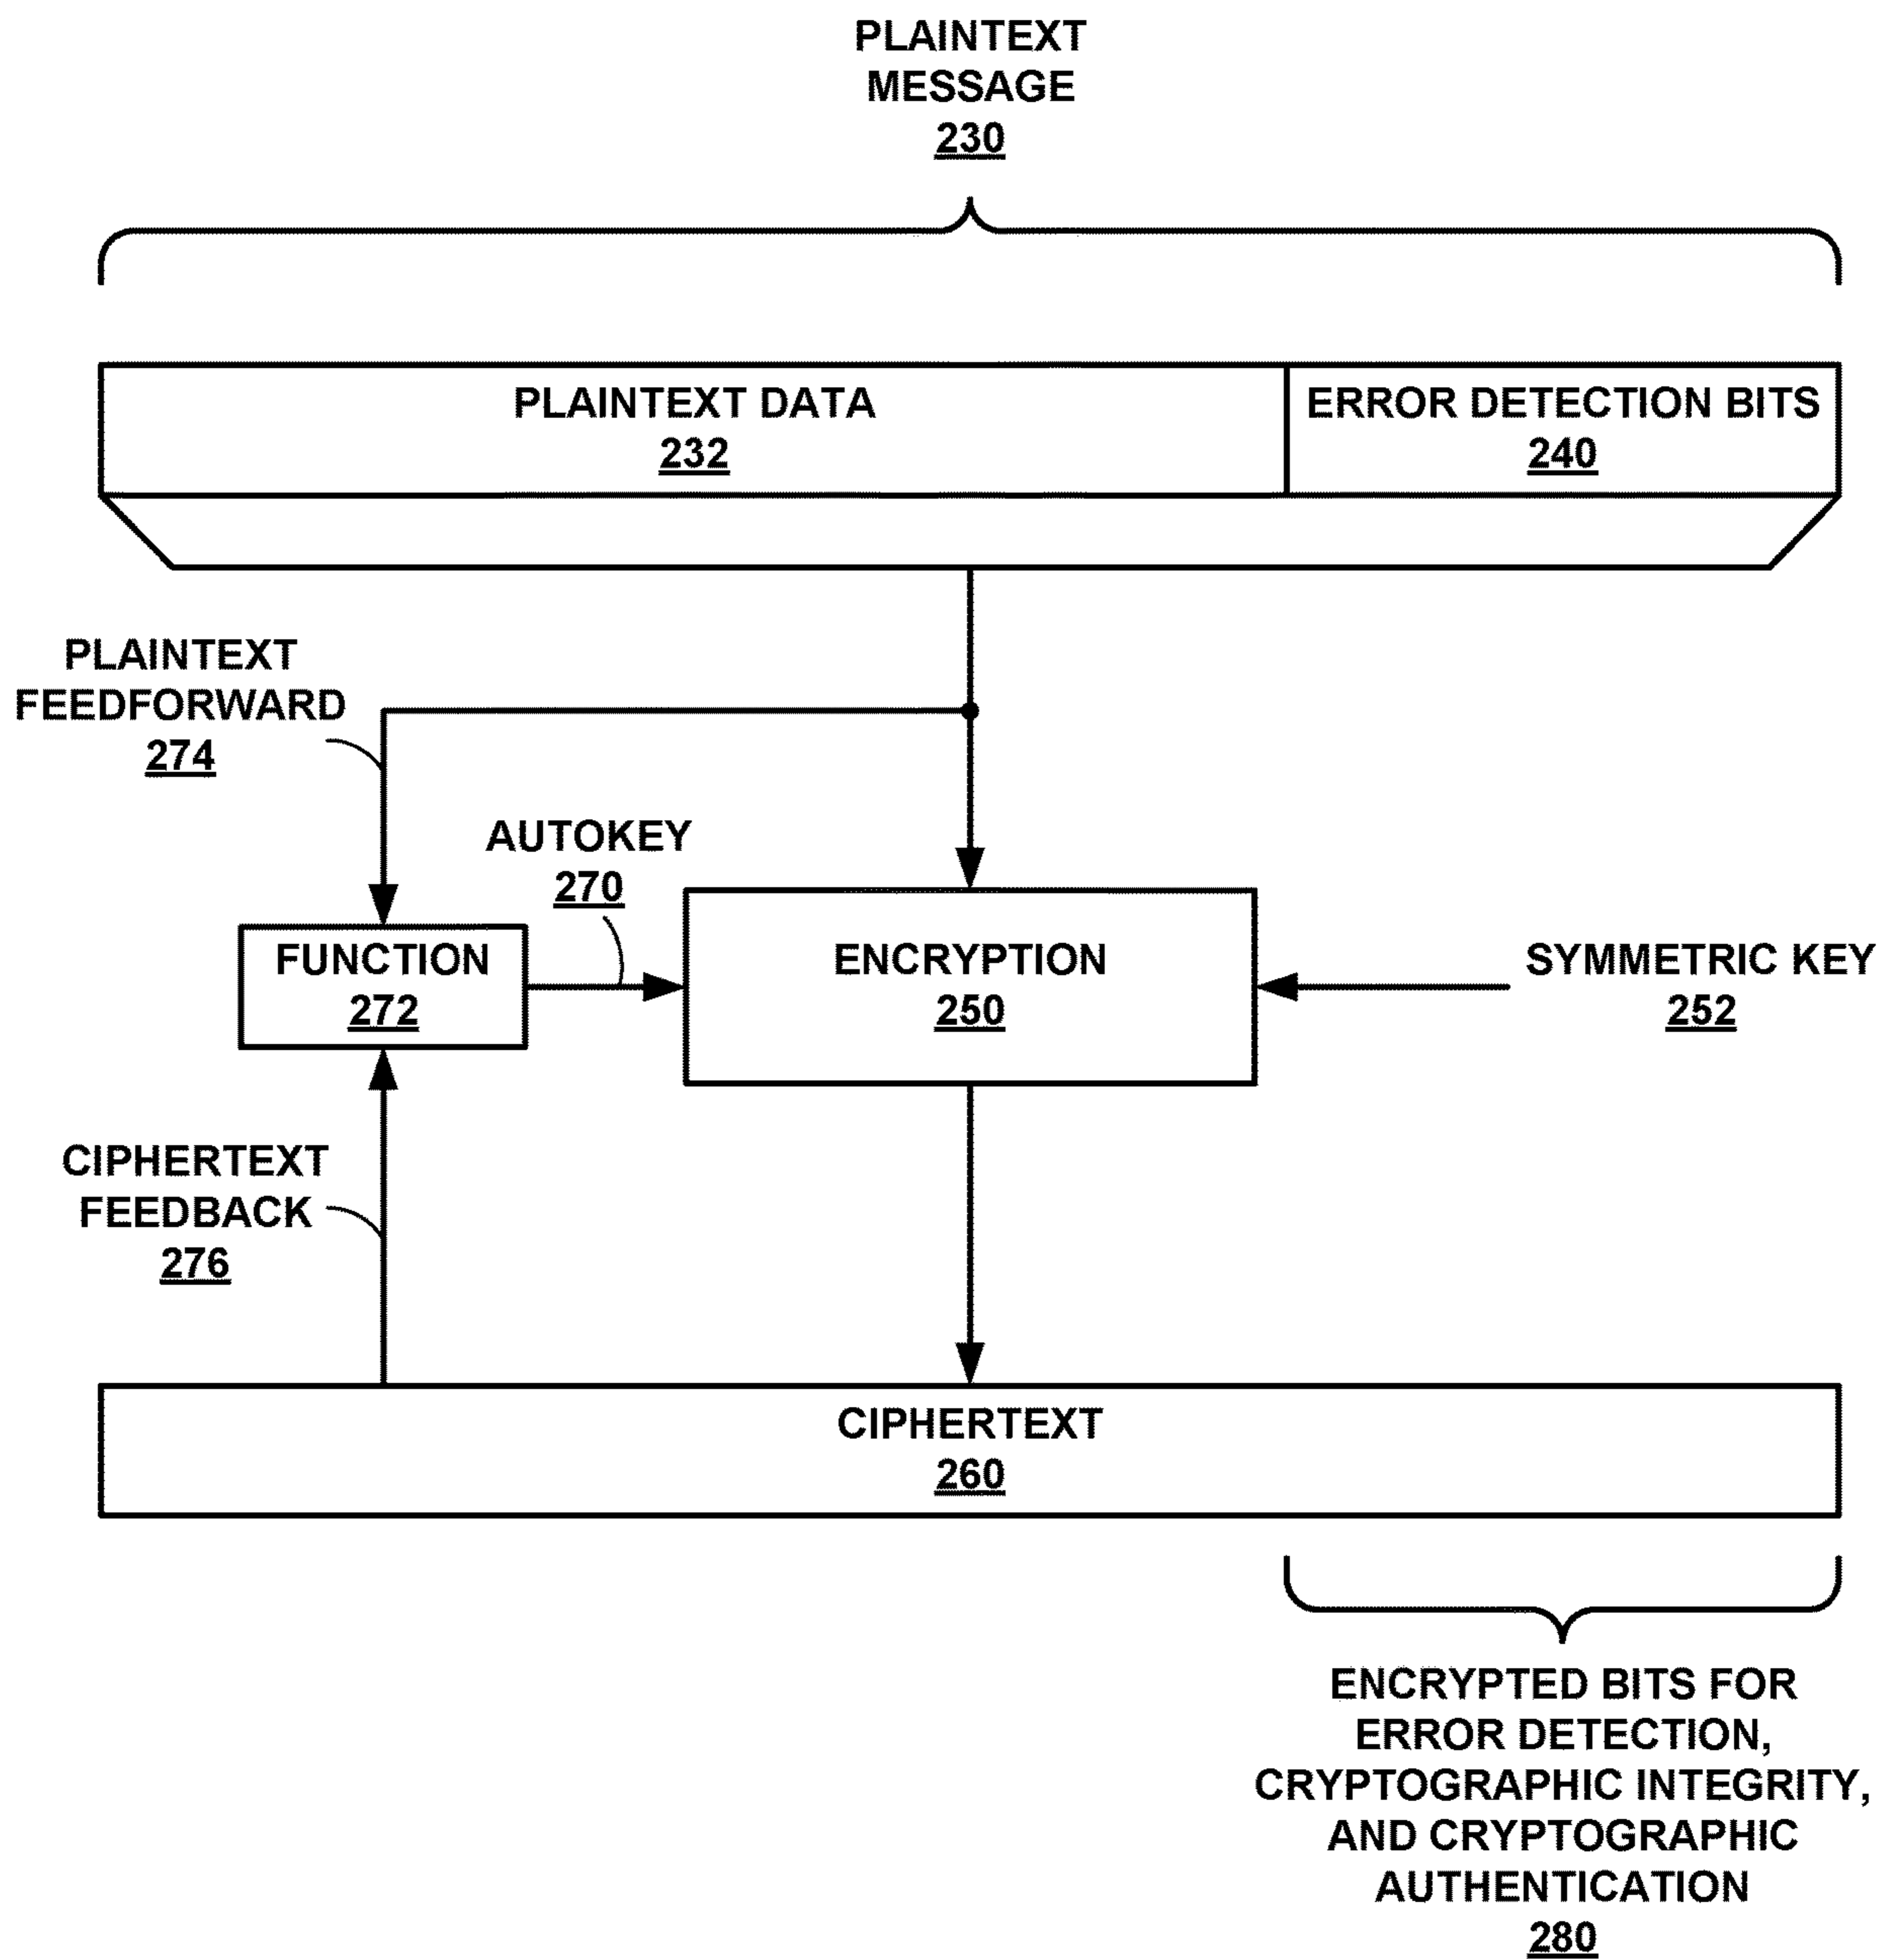 PLAINTEXT
MESSAGE
230
PLAINTEXT DATA
232
ERROR DETECTION BITS
240
PLAINTEXT
FEEDFORWARD
274
AUTOKEY
270
FUNCTION
272
ENCRYPTION
250
SYMMETRIC KEY
252
CIPHERTEXT
FEEDBACK
276
CIPHERTEXT
260
ENCRYPTED BITS FOR
ERROR DETECTION,
CRYPTOGRAPHIC INTEGRITY,
AND CRYPTOGRAPHIC
AUTHENTICATION
280